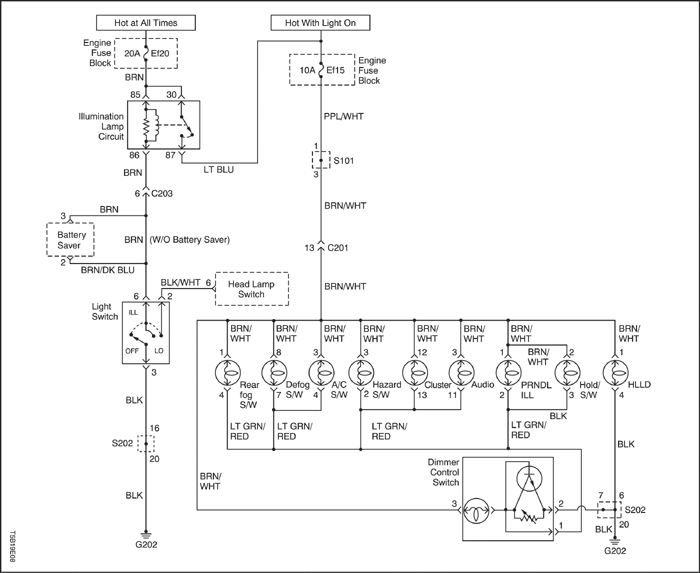 Hot at All Times
Hot With Light On
Engine
Fuse
Block
20A
Ef20
10A
Ef15
Engine
Fuse
Block
BRN
85
30
Illumination
Lamp
Circuit
PPL/WHT
86
87
LT BLU
1
S101
3
BRN
6
C203
BRN/WHT
BRN
3
Battery
Saver
BRN
(W/O Battery Saver)
13
C201
2
BRN/DK BLU
BLK/WHT
6
Head Lamp
Switch
BRN/WHT
Light
Switch
6
2
ILL
OFF
LO
3
BRN/
WHT
BRN/
WHT
BRN/
WHT
BRN/
WHT
BRN/
WHT
BRN/
WHT
BRN/
WHT
BRN/
WHT
BRN/
WHT
1
8
3
3
12
3
1
2
1
Rear
fog
S/W
Defog
S/W
A/C
S/W
Hazard
S/W
Cluster
Audio
PRNDL
ILL
Hold/
S/W
HLLD
4
7
4
2
13
11
2
3
4
BLK
BLK
LT GRN/
RED
LT GRN/
RED
LT GRN/
RED
LT GRN/
RED
BLK
16
S202
20
Dimmer
Control
Switch
BRN/
WHT
BLK
3
2
1
7
6
S202
20
BLK
G202
G202
TSB19E08